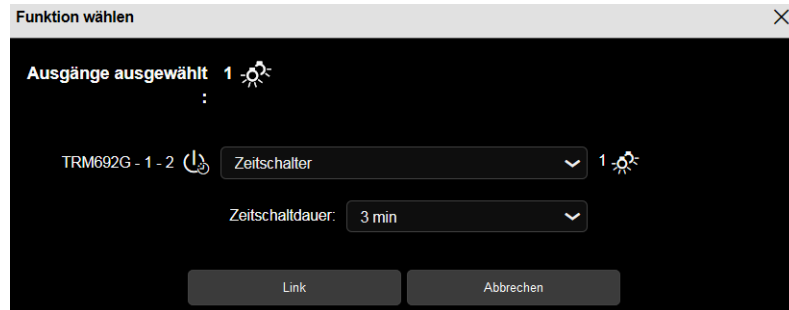 Funktion wählen
Ausgänge ausgewählt 1
:
TRM692G - 1 - 2 Zeitschalter 1
Zeitschaltdauer: 3 min
Link Abbrechen